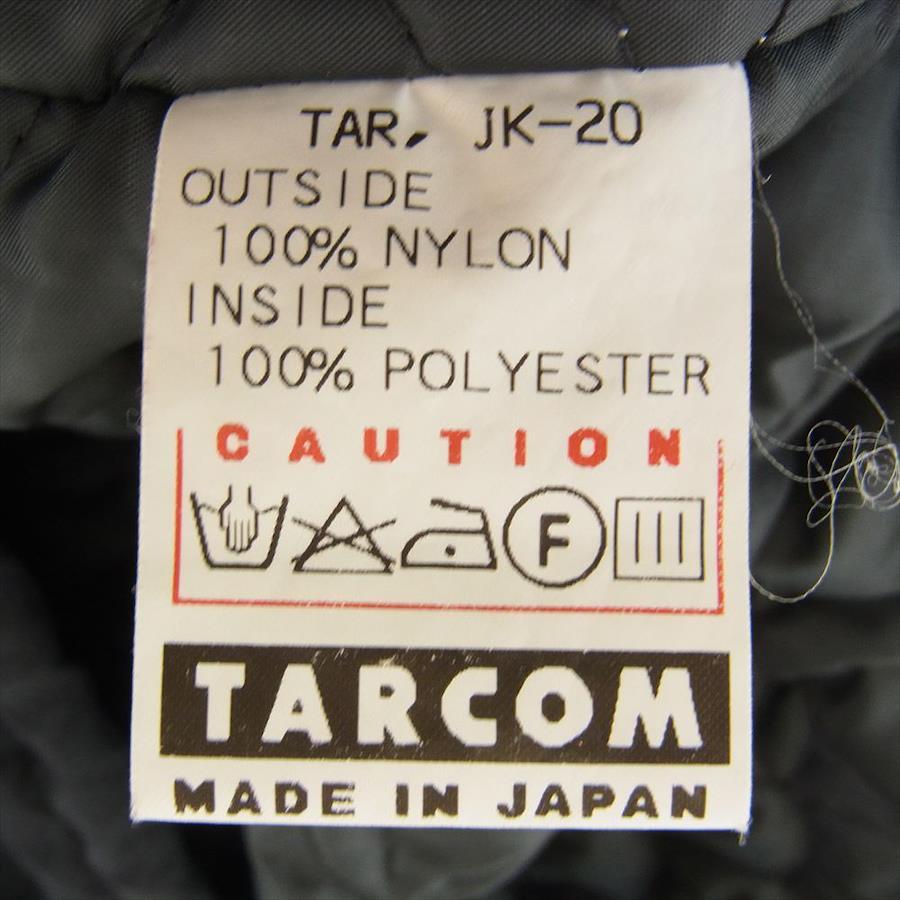 TAR. JK-20
OUTSIDE
100% NYLON
INSIDE
100% POLYESTER
CAUTION
F
TARCOM
MADE IN JAPAN